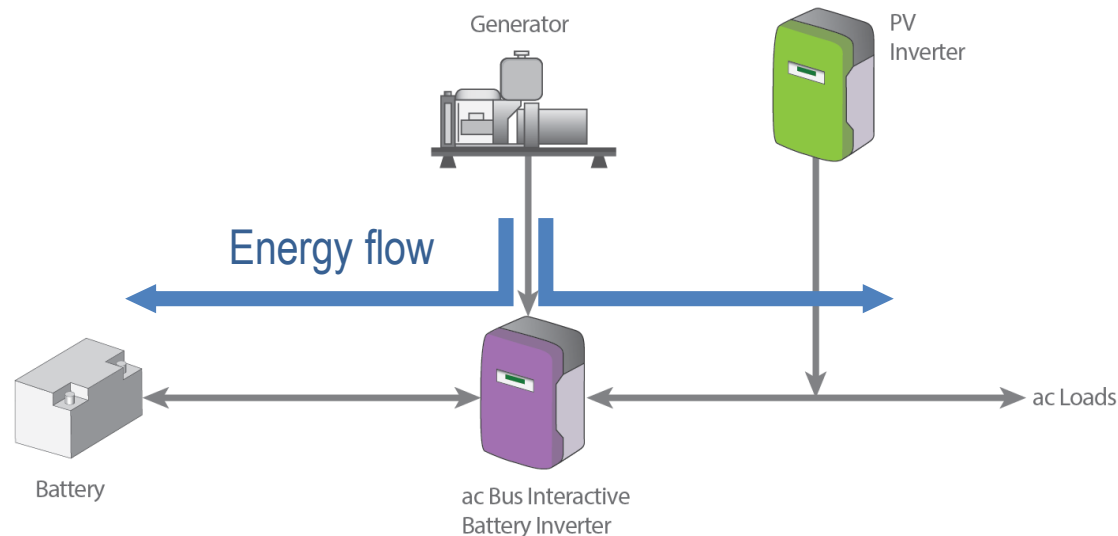 Generator
PV
Inverter
Energy flow
ac Loads
Battery
ac Bus Interactive
Battery Inverter